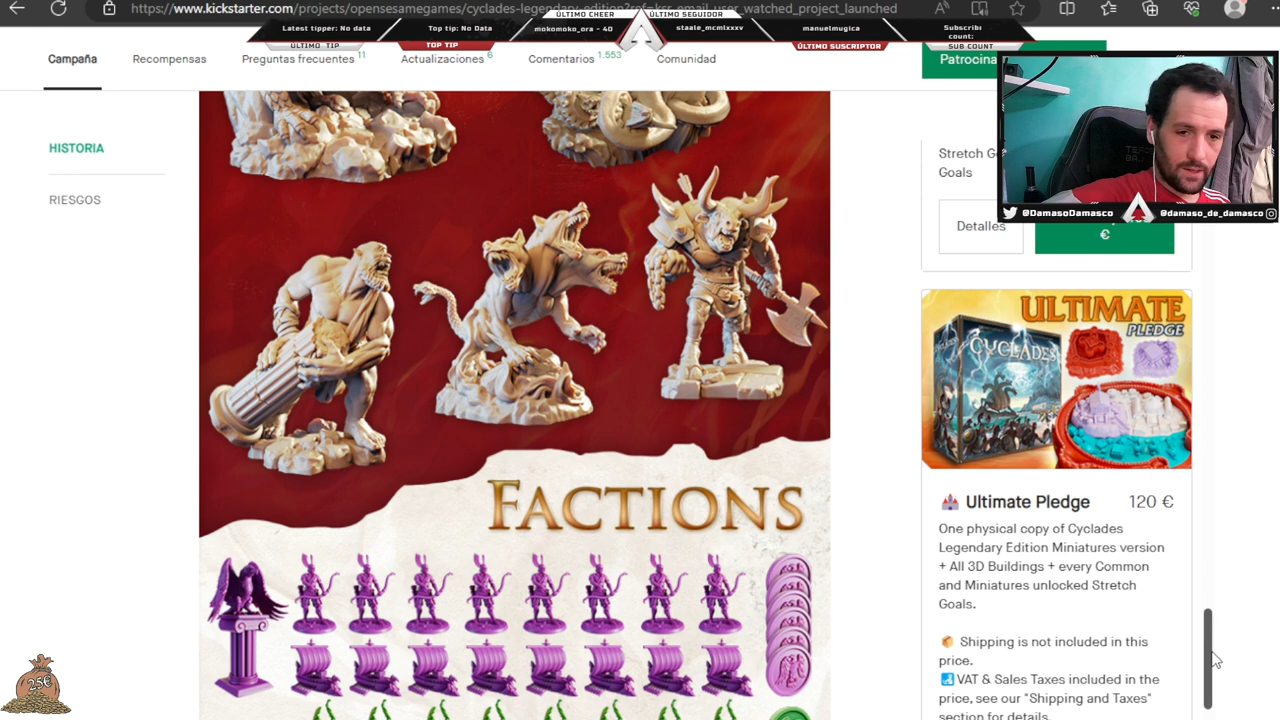 https://www.kickstarter.com/projects/opensesamegames/cyclades-legendary-edition?ref=ksr_email_user_watched_project_launched
ÚLTIMO CHEER
ÚLTIMO SEGUIDOR
Latest tipper: No data
Top tip: No Data
mokomoko_ora - 40
staale_mcmlxxxv
manuelmugica
Subscribi
count:
ÚLTIMO TIP
TOP TIP
ÚLTIMO SUSCRIPTOR
SUB COUNT
Campaña
Recompensas
Preguntas frecuentes 11
Actualizaciones 6
Comentarios 1.553
Comunidad
Patrocina
HISTORIA
RIESGOS
Stretch Go
Goals
Detalles
€
@DamasoDamasco
@damaso_de_damasco
ULTIMATE
PLEDGE
CYCLADES
FACTIONS
Ultimate Pledge
120 €
One physical copy of Cyclades
Legendary Edition Miniatures version
+ All 3D Buildings + every Common
and Miniatures unlocked Stretch
Goals.
Shipping is not included in this
price.
VAT & Sales Taxes included in the
price, see our "Shipping and Taxes"
section for details.
25€